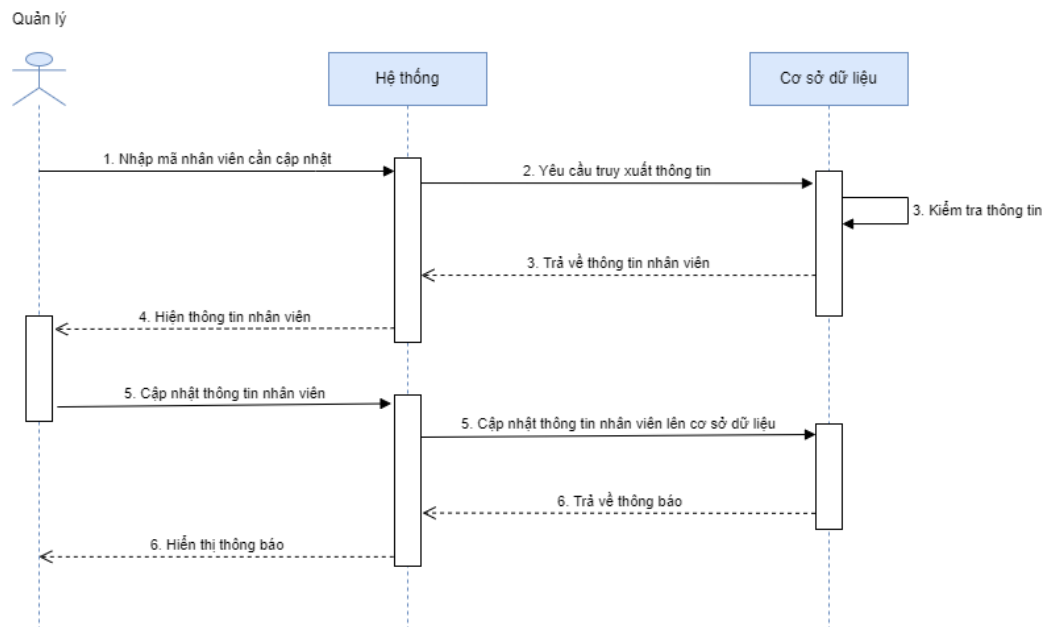 Quản lý
Hệ thống
Cơ sở dữ liệu
1. Nhập mã nhân viên cần cập nhật
2. Yêu cầu truy xuất thông tin
3. Kiểm tra thông tin
3. Trả về thông tin nhân viên
4. Hiện thông tin nhân viên
5. Cập nhật thông tin nhân viên
5. Cập nhật thông tin nhân viên lên cơ sở dữ liệu
6. Trả về thông báo
6. Hiển thị thông báo